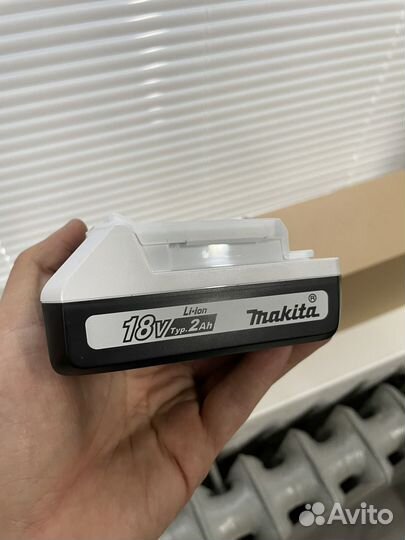 Li-Ion
18V Typ. 2Ah
makita®
Avito